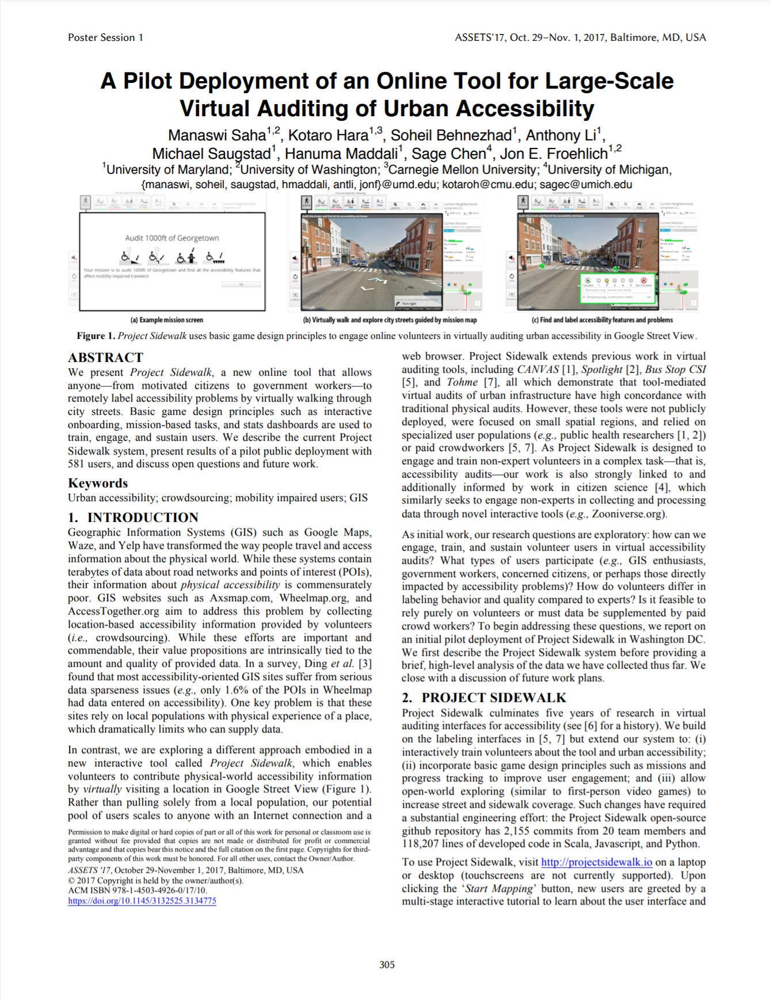 Poster Session 1
ASSETS'17, Oct. 29–Nov. 1, 2017, Baltimore, MD, USA
A Pilot Deployment of an Online Tool for Large-Scale
Virtual Auditing of Urban Accessibility
Manaswi Saha1,2, Kotaro Hara1,3, Soheil Behnezhad1, Anthony Li1,
Michael Saugstad1, Hanuma Maddali1, Sage Chen4, Jon E. Froehlich1,2
1University of Maryland; 2University of Washington; 3Carnegie Mellon University; 4University of Michigan,
{manaswi, soheil, saugstad, hmaddali, antli, jonf}@umd.edu; kotaroh@cmu.edu; sagec@umich.edu
Audit 1000ft of Georgetown
Your mission is to audit 1000ft of Georgetown and find all the accessibility features that
affect mobility impaired travelers!
OK
Turn right
(a) Example mission screen
(b) Virtually walk and explore city streets guided by mission map
(c) Find and label accessibility features and problems
Figure 1. Project Sidewalk uses basic game design principles to engage online volunteers in virtually auditing urban accessibility in Google Street View.
ABSTRACT
We present Project Sidewalk, a new online tool that allows
anyone—from motivated citizens to government workers—to
remotely label accessibility problems by virtually walking through
city streets. Basic game design principles such as interactive
onboarding, mission-based tasks, and stats dashboards are used to
train, engage, and sustain users. We describe the current Project
Sidewalk system, present results of a pilot public deployment with
581 users, and discuss open questions and future work.
Keywords
Urban accessibility; crowdsourcing; mobility impaired users; GIS
1. INTRODUCTION
Geographic Information Systems (GIS) such as Google Maps,
Waze, and Yelp have transformed the way people travel and access
information about the physical world. While these systems contain
terabytes of data about road networks and points of interest (POIs),
their information about physical accessibility is commensurately
poor. GIS websites such as Axsmap.com, Wheelmap.org, and
AccessTogether.org aim to address this problem by collecting
location-based accessibility information provided by volunteers
(i.e., crowdsourcing). While these efforts are important and
commendable, their value propositions are intrinsically tied to the
amount and quality of provided data. In a survey, Ding et al. [3]
found that most accessibility-oriented GIS sites suffer from serious
data sparseness issues (e.g., only 1.6% of the POIs in Wheelmap
had data entered on accessibility). One key problem is that these
sites rely on local populations with physical experience of a place,
which dramatically limits who can supply data.
In contrast, we are exploring a different approach embodied in a
new interactive tool called Project Sidewalk, which enables
volunteers to contribute physical-world accessibility information
by virtually visiting a location in Google Street View (Figure 1).
Rather than pulling solely from a local population, our potential
pool of users scales to anyone with an Internet connection and a
Permission to make digital or hard copies of part or all of this work for personal or classroom use is
granted without fee provided that copies are not made or distributed for profit or commercial
advantage and that copies bear this notice and the full citation on the first page. Copyrights for third-
party components of this work must be honored. For all other uses, contact the Owner/Author.
ASSETS '17, October 29-November 1, 2017, Baltimore, MD, USA
© 2017 Copyright is held by the owner/author(s).
ACM ISBN 978-1-4503-4926-0/17/10.
https://doi.org/10.1145/3132525.3134775
web browser. Project Sidewalk extends previous work in virtual
auditing tools, including CANVAS [1], Spotlight [2], Bus Stop CSI
[5], and Tohme [7], all which demonstrate that tool-mediated
virtual audits of urban infrastructure have high concordance with
traditional physical audits. However, these tools were not publicly
deployed, were focused on small spatial regions, and relied on
specialized user populations (e.g., public health researchers [1, 2])
or paid crowdworkers [5, 7]. As Project Sidewalk is designed to
engage and train non-expert volunteers in a complex task—that is,
accessibility audits—our work is also strongly linked to and
additionally informed by work in citizen science [4], which
similarly seeks to engage non-experts in collecting and processing
data through novel interactive tools (e.g., Zooniverse.org).
As initial work, our research questions are exploratory: how can we
engage, train, and sustain volunteer users in virtual accessibility
audits? What types of users participate (e.g., GIS enthusiasts,
government workers, concerned citizens, or perhaps those directly
impacted by accessibility problems)? How do volunteers differ in
labeling behavior and quality compared to experts? Is it feasible to
rely purely on volunteers or must data be supplemented by paid
crowd workers? To begin addressing these questions, we report on
an initial pilot deployment of Project Sidewalk in Washington DC.
We first describe the Project Sidewalk system before providing a
brief, high-level analysis of the data we have collected thus far. We
close with a discussion of future work plans.
2. PROJECT SIDEWALK
Project Sidewalk culminates five years of research in virtual
auditing interfaces for accessibility (see [6] for a history). We build
on the labeling interfaces in [5, 7] but extend our system to: (i)
interactively train volunteers about the tool and urban accessibility;
(ii) incorporate basic game design principles such as missions and
progress tracking to improve user engagement; and (iii) allow
open-world exploring (similar to first-person video games) to
increase street and sidewalk coverage. Such changes have required
a substantial engineering effort: the Project Sidewalk open-source
github repository has 2,155 commits from 20 team members and
118,207 lines of developed code in Scala, Javascript, and Python.
To use Project Sidewalk, visit http://projectsidewalk.io on a laptop
or desktop (touchscreens are not currently supported). Upon
clicking the ‘Start Mapping’ button, new users are greeted by a
multi-stage interactive tutorial to learn about the user interface and
305